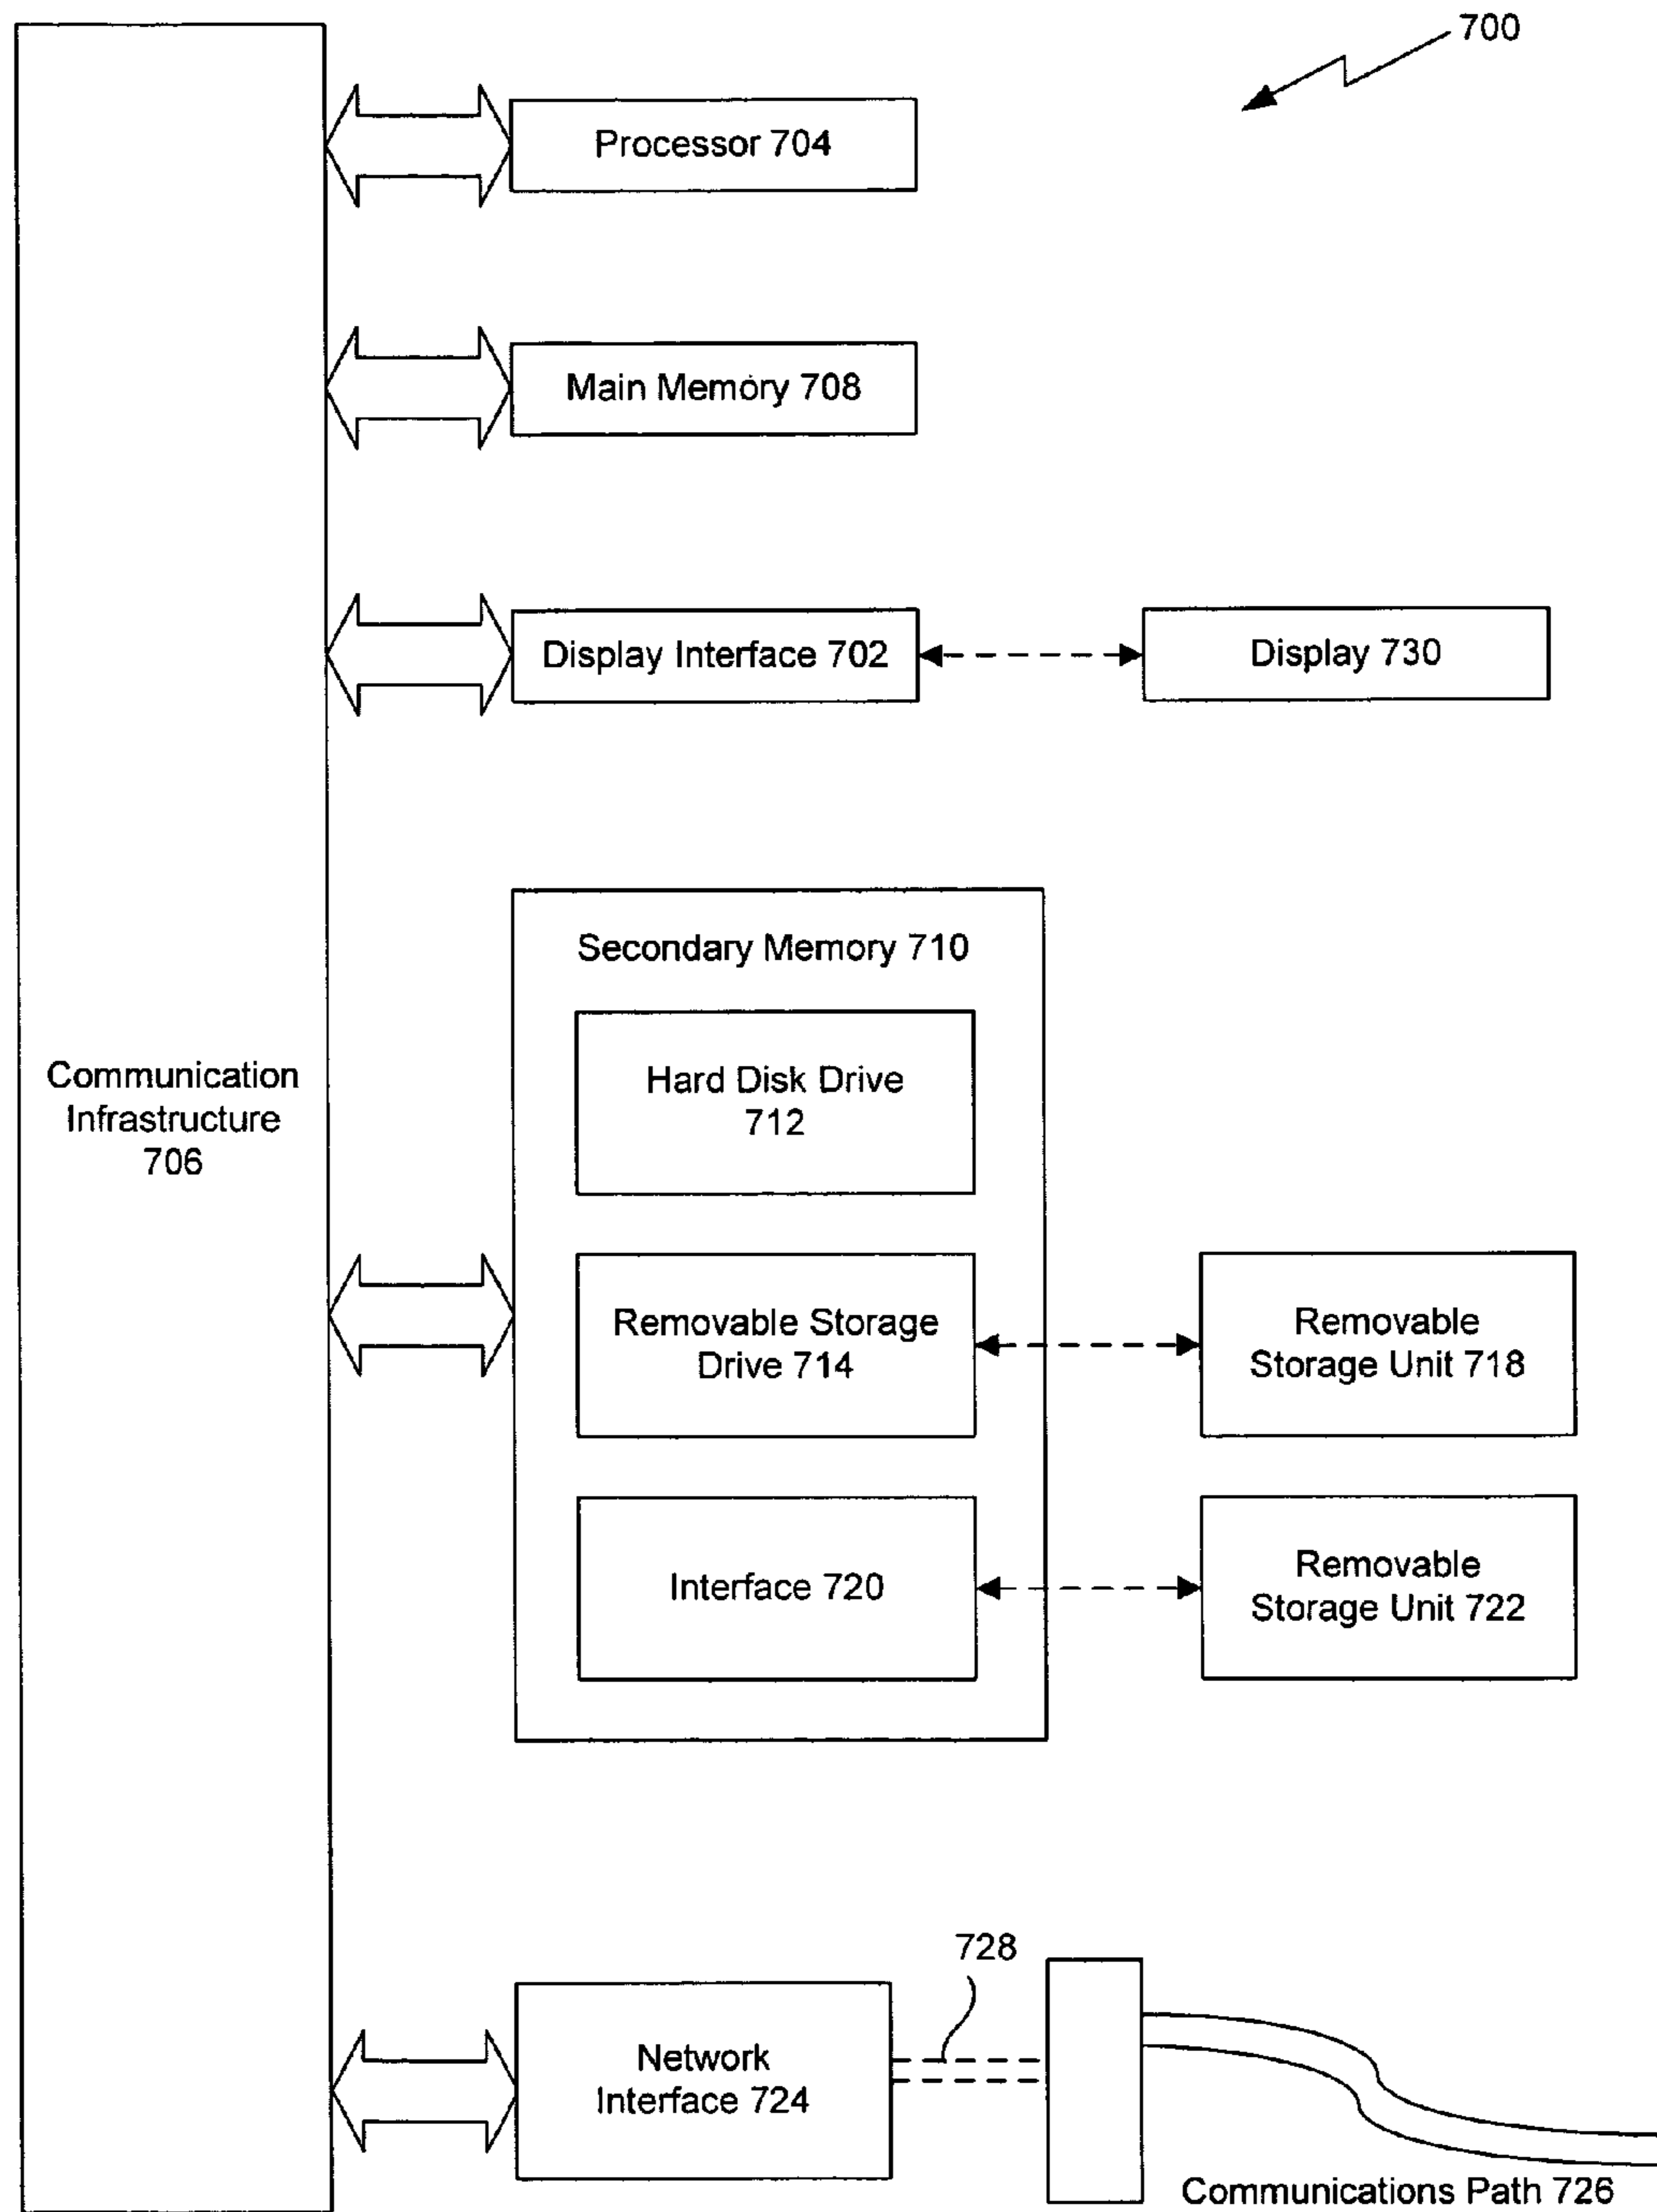 700
Processor 704
Main Memory 708
Display Interface 702
Display 730
Secondary Memory 710
Hard Disk Drive
712
Communication
Infrastructure
706
Removable Storage
Drive 714
Removable
Storage Unit 718
Interface 720
Removable
Storage Unit 722
728
Network
Interface 724
Communications Path 726